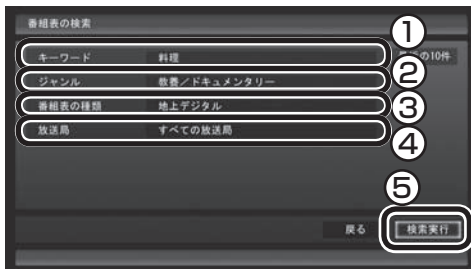 番組表の検索
①
キーワード 料理
の10件
②
ジャンル 教養/ドキュメンタリー
③
番組表の種類 地上デジタル
④
放送局 すべての放送局
⑤
戻る 検索実行